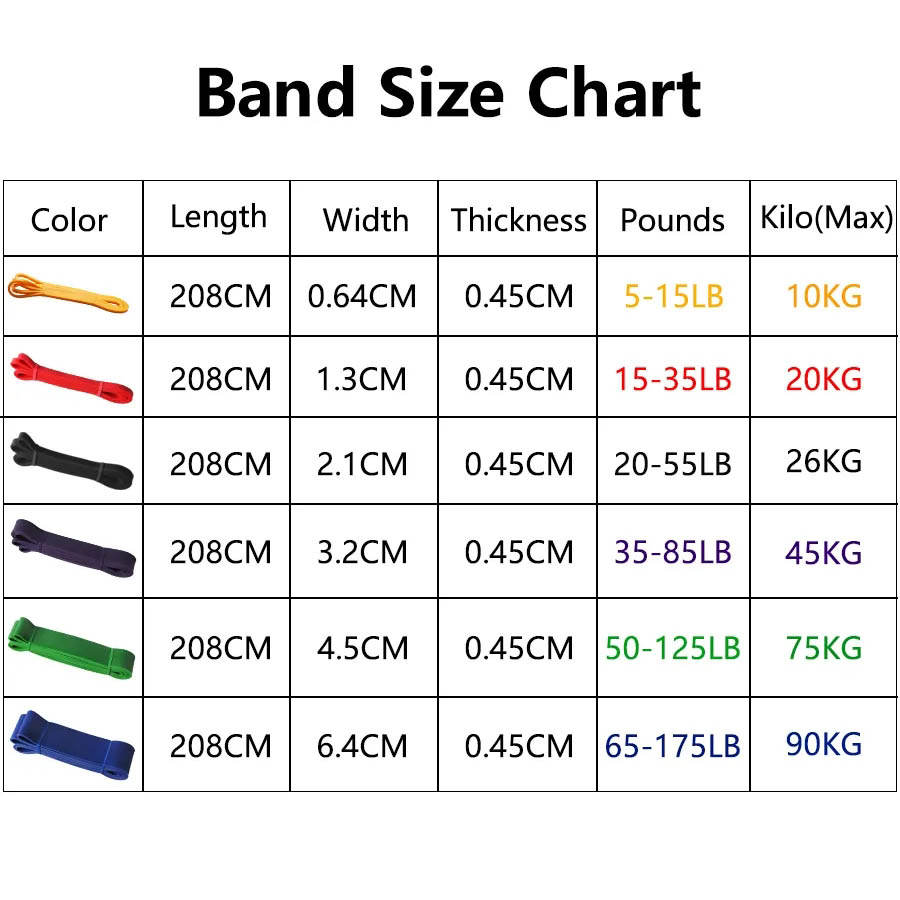 Band Size Chart
Color Length Width Thickness Pounds Kilo(Max)
208CM 0.64CM 0.45CM 5-15LB 10KG
208CM 1.3CM 0.45CM 15-35LB 20KG
208CM 2.1CM 0.45CM 20-55LB 26KG
208CM 3.2CM 0.45CM 35-85LB 45KG
208CM 4.5CM 0.45CM 50-125LB 75KG
208CM 6.4CM 0.45CM 65-175LB 90KG